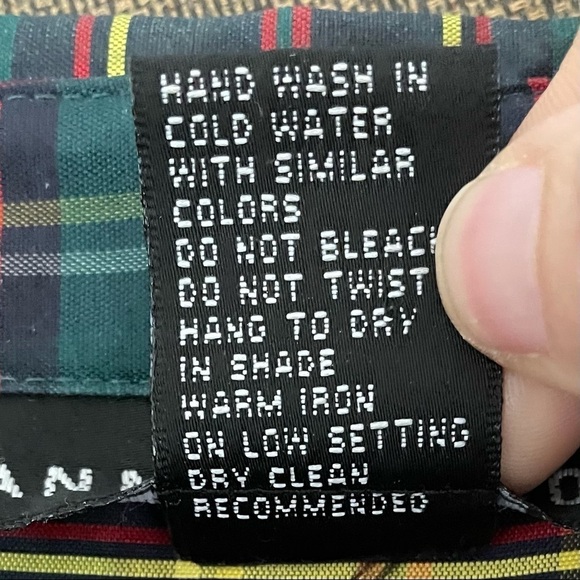 HAND WASH IN
COLD WATER
WITH SIMILAR
COLORS
DO NOT BLEACH
DO NOT TWIST
HANG TO DRY
IN SHADE
WARM IRON
ON LOW SETTING
DRY CLEAN
RECOMMENDED